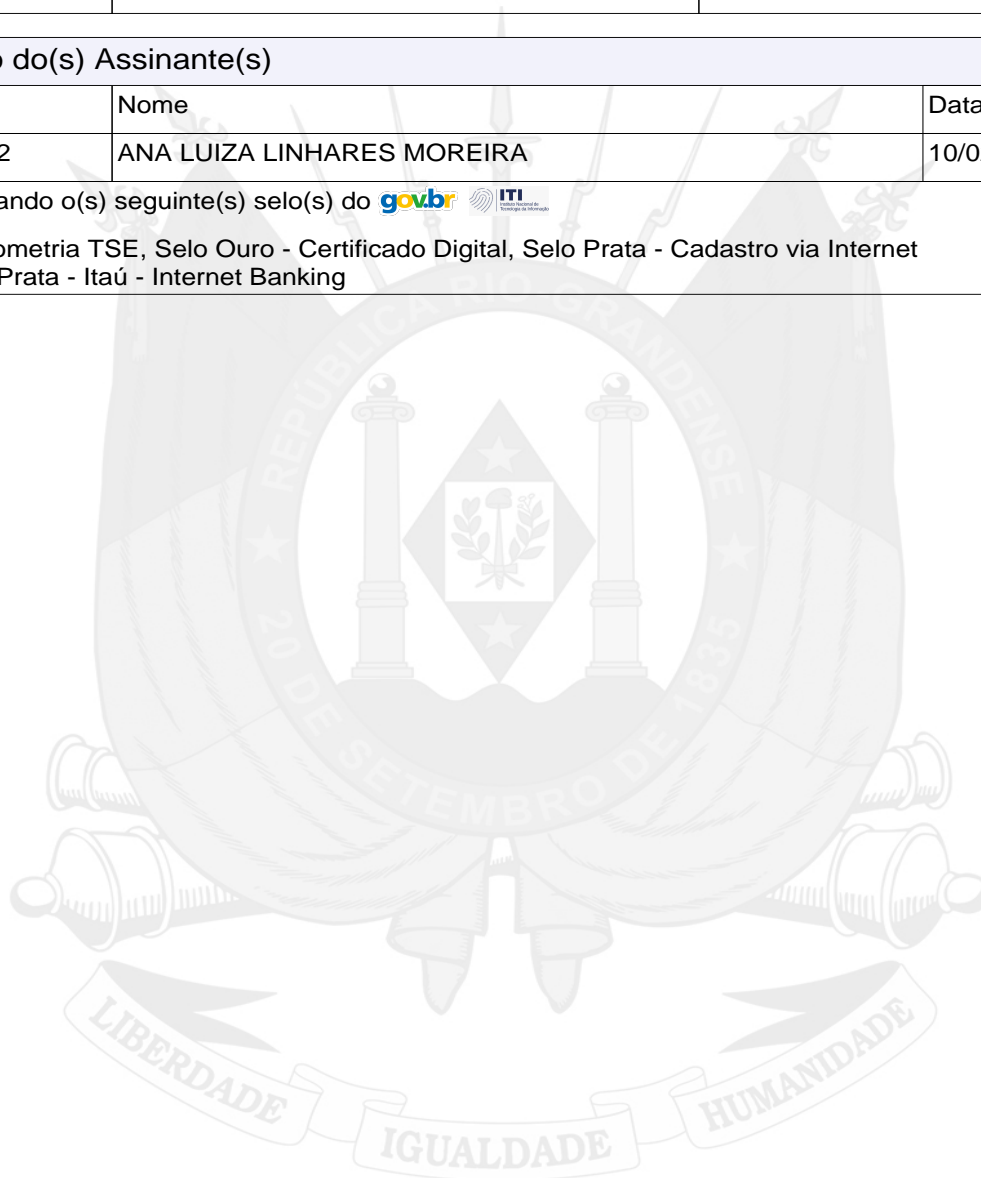 o do(s) Assinante(s)
Nome
Data
2
ANA LUIZA LINHARES MOREIRA
10/0
ando o(s) seguinte(s) selo(s) do gov.br ITI
ometria TSE, Selo Ouro - Certificado Digital, Selo Prata - Cadastro via Internet
Prata - Itaú - Internet Banking
REPÚBLICA RIO-GRANDENSE
20 DE SETEMBRO DE 1835
LIBERDADE
IGUALDADE
HUMANIDADE